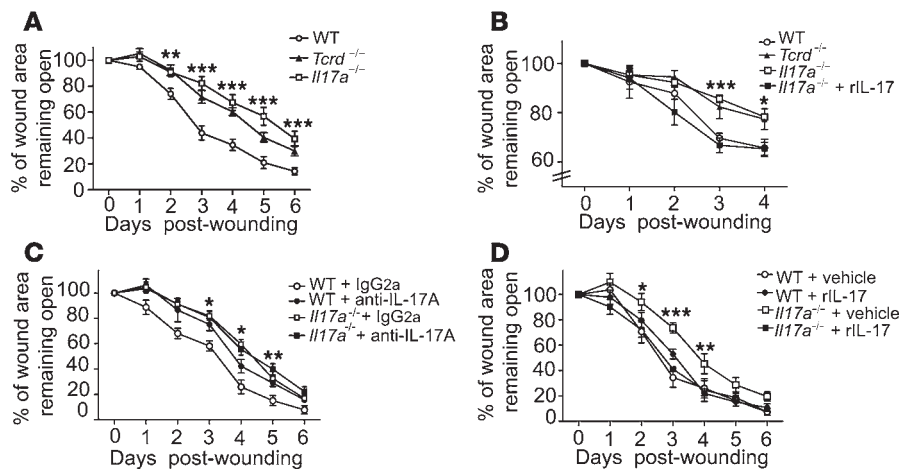 A
% of wound area
remaining open
100
80
60
40
20
0
WT
Tcrd −/−
Il17a −/−
** *** *** *** ***
0 1 2 3 4 5 6
Days post-wounding
B
% of wound area
remaining open
100
80
60
WT
Tcrd −/−
Il17a −/−
Il17a −/− + rIL-17
*** *
0 1 2 3 4
Days post-wounding
C
% of wound area
remaining open
100
80
60
40
20
0
WT + IgG2a
WT + anti-IL-17A
Il17a −/− + IgG2a
Il17a −/− + anti-IL-17A
* * **
0 1 2 3 4 5 6
Days post-wounding
D
% of wound area
remaining open
100
80
60
40
20
0
WT + vehicle
WT + rIL-17
Il17a −/− + vehicle
Il17a −/− + rIL-17
* *** **
0 1 2 3 4 5 6
Days post-wounding